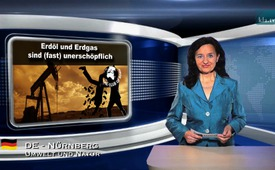 Erdöl und Erdgas
sind (fast) unerschöpflich
DE - NÜRNBERG
UMWELT UND NATUR